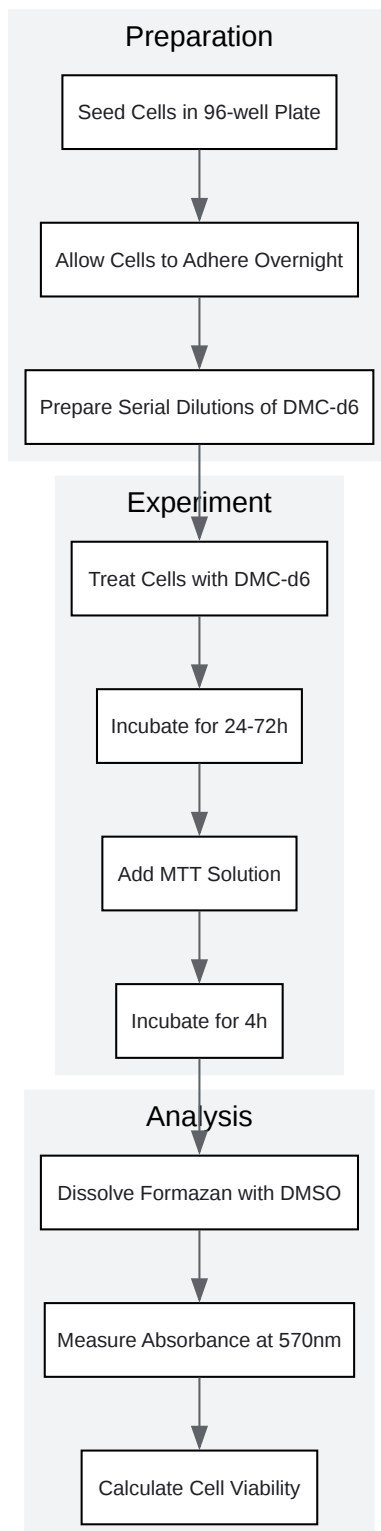 Preparation
Seed Cells in 96-well Plate
Allow Cells to Adhere Overnight
Prepare Serial Dilutions of DMC-d6
Experiment
Treat Cells with DMC-d6
Incubate for 24-72h
Add MTT Solution
Incubate for 4h
Analysis
Dissolve Formazan with DMSO
Measure Absorbance at 570nm
Calculate Cell Viability